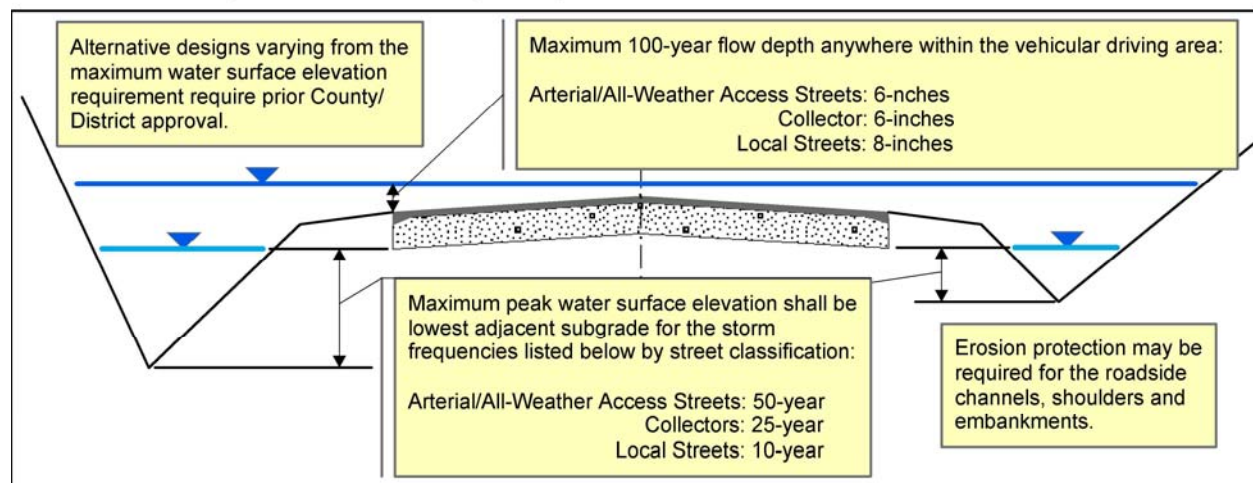 Alternative designs varying from the
maximum water surface elevation
requirement require prior County/
District approval.
Maximum 100-year flow depth anywhere within the vehicular driving area:
Arterial/All-Weather Access Streets: 6-nches
Collector: 6-inches
Local Streets: 8-inches
Maximum peak water surface elevation shall be
lowest adjacent subgrade for the storm
frequencies listed below by street classification:
Arterial/All-Weather Access Streets: 50-year
Collectors: 25-year
Local Streets: 10-year
Erosion protection may be
required for the roadside
channels, shoulders and
embankments.